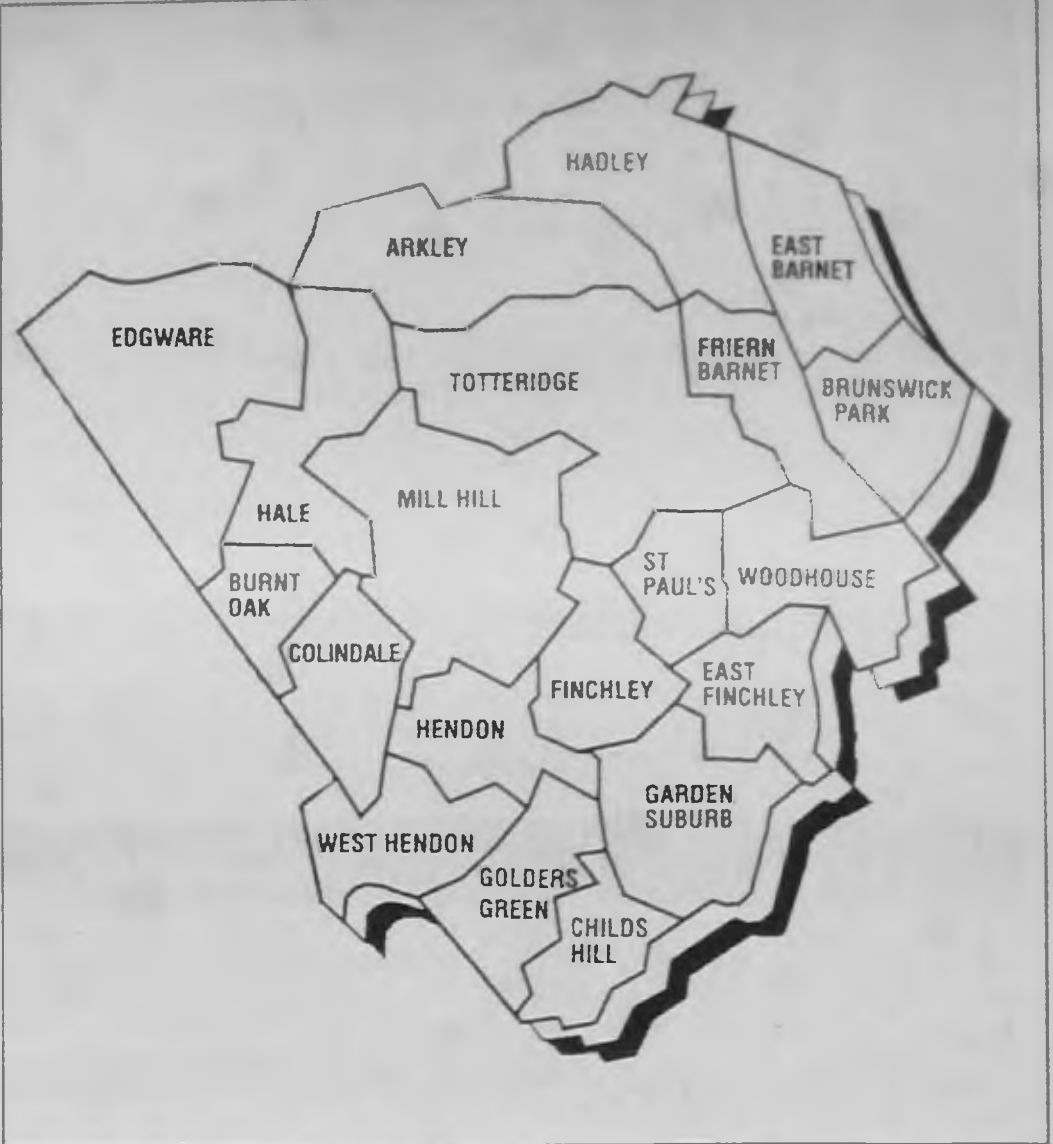 HADLEY
ARKLEY
EAST
BARNET
EDGWARE
FRIERN
BARNET
TOTTERIDGE
BRUNSWICK
PARK
MILL HILL
HALE
ST
PAUL'S
WOODHOUSE
BURNT
OAK
COLINDALE
FINCHLEY
EAST
FINCHLEY
HENDON
GARDEN
SUBURB
WEST HENDON
GOLDERS
GREEN
CHILDS
HILL